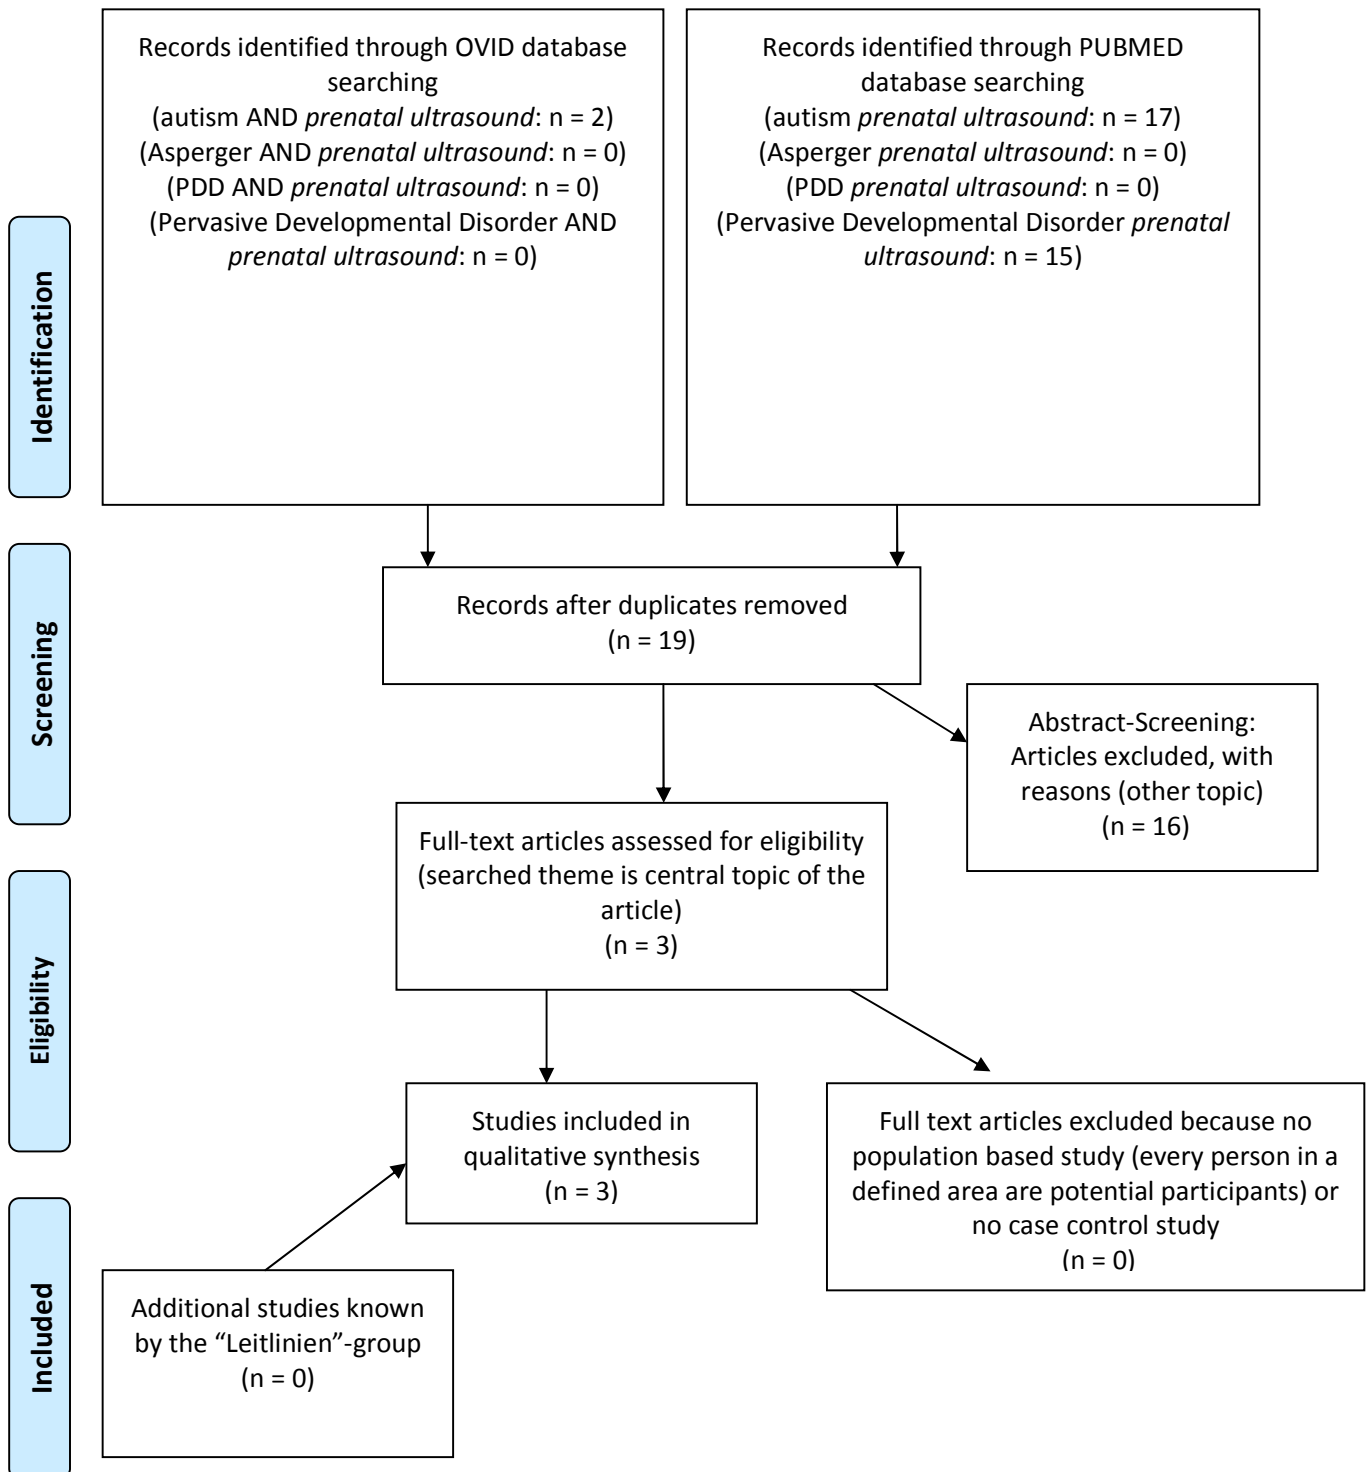 Records identified through OVID database
searching
(autism AND prenatal ultrasound: n = 2)
(Asperger AND prenatal ultrasound: n = 0)
(PDD AND prenatal ultrasound: n = 0)
(Pervasive Developmental Disorder AND
prenatal ultrasound: n = 0)
Records identified through PUBMED
database searching
(autism prenatal ultrasound: n = 17)
(Asperger prenatal ultrasound: n = 0)
(PDD prenatal ultrasound: n = 0)
(Pervasive Developmental Disorder prenatal
ultrasound: n = 15)
Identification
Records after duplicates removed
(n = 19)
Screening
Abstract-Screening:
Articles excluded, with
reasons (other topic)
(n = 16)
Full-text articles assessed for eligibility
(searched theme is central topic of the
article)
(n = 3)
Eligibility
Studies included in
qualitative synthesis
(n = 3)
Full text articles excluded because no
population based study (every person in a
defined area are potential participants) or
no case control study
(n = 0)
Included
Additional studies known
by the “Leitlinien”-group
(n = 0)